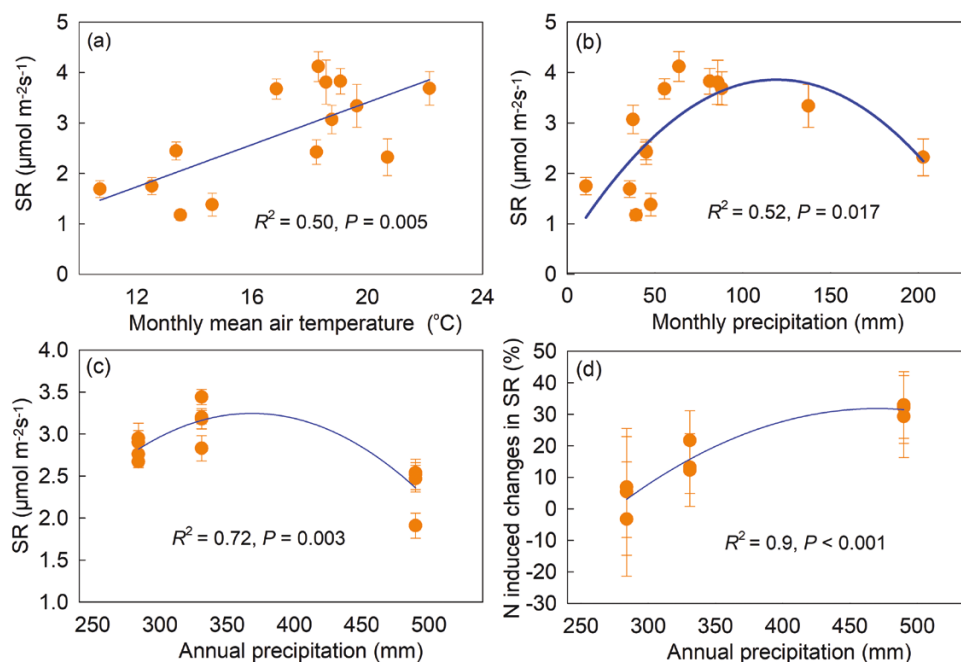 (a)
5
4
3
2
1
0
SR (µmol m-2s-1)
R2 = 0.50, P = 0.005
12 16 20 24
Monthly mean air temperature (°C)
(b)
5
4
3
2
1
0
SR (µmol m-2s-1)
R2 = 0.52, P = 0.017
0 50 100 150 200
Monthly precipitation (mm)
(c)
4.0
3.5
3.0
2.5
2.0
1.5
1.0
SR (µmol m-2s-1)
R2 = 0.72, P = 0.003
250 300 350 400 450 500
Annual precipitation (mm)
(d)
50
40
30
20
10
0
-10
-20
-30
N induced changes in SR (%)
R2 = 0.9, P < 0.001
250 300 350 400 450 500
Annual precipitation (mm)